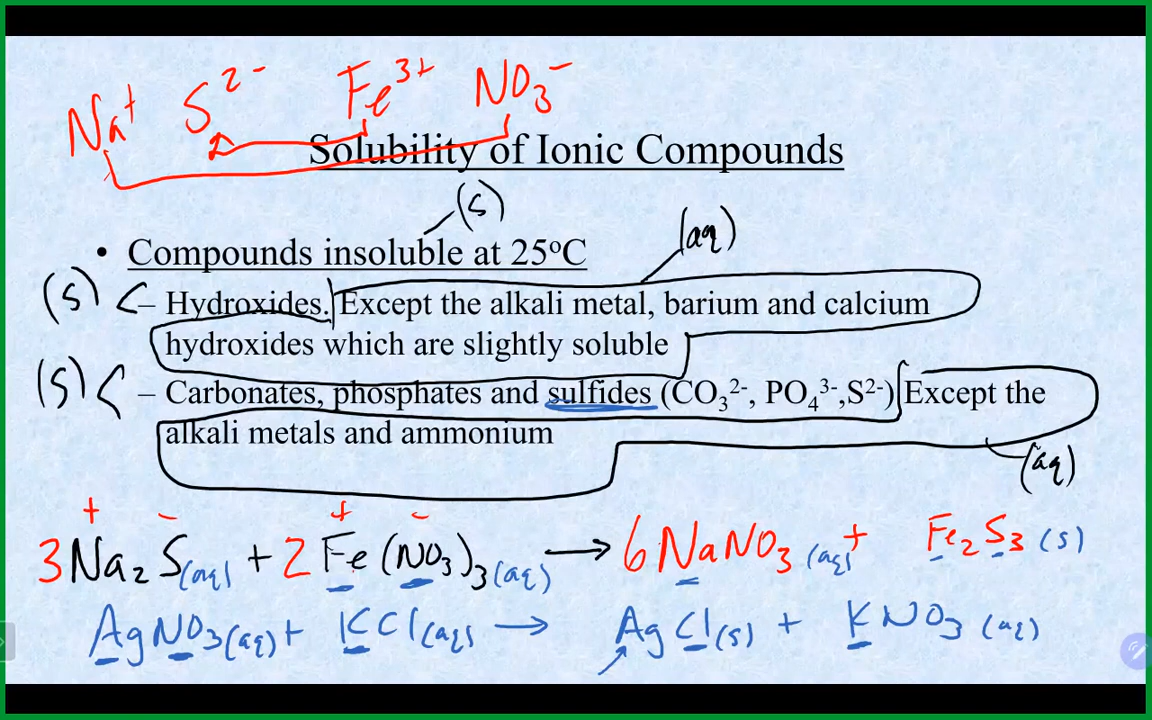 Na⁺ S²⁻ Fe³⁺ NO₃⁻
Solubility of Ionic Compounds
(s)
• Compounds insoluble at 25°C
(aq)
(s) < – Hydroxides. Except the alkali metal, barium and calcium
hydroxides which are slightly soluble
(s) < – Carbonates, phosphates and sulfides (CO₃²⁻, PO₄³⁻,S²⁻) Except the
alkali metals and ammonium
(aq)
+ − + −
3Na₂S(aq) + 2Fe(NO₃)₃(aq) → 6NaNO₃(aq) + Fe₂S₃(s)
AgNO₃(aq) + KCl(aq) → AgCl(s) + KNO₃(aq)